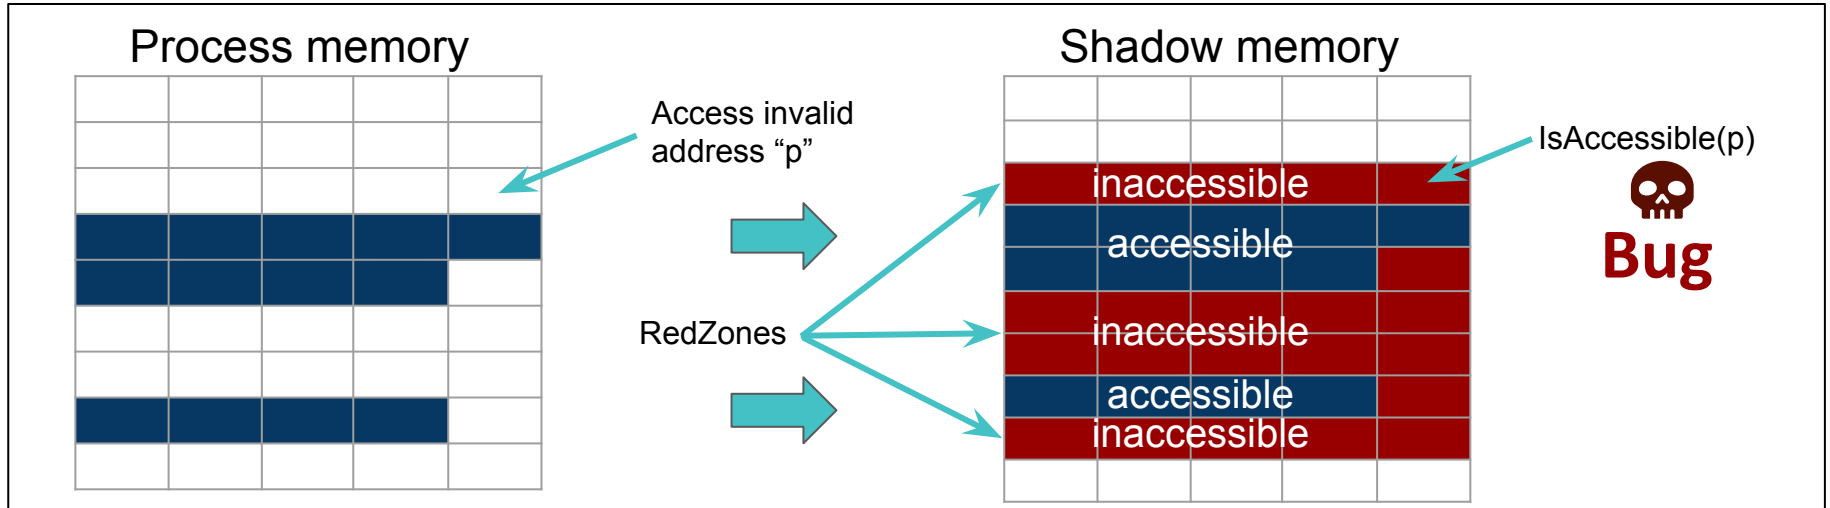 Process memory
Shadow memory
Access invalid
address “p”
IsAccessible(p)
inaccessible
accessible
Bug
RedZones
inaccessible
accessible
inaccessible